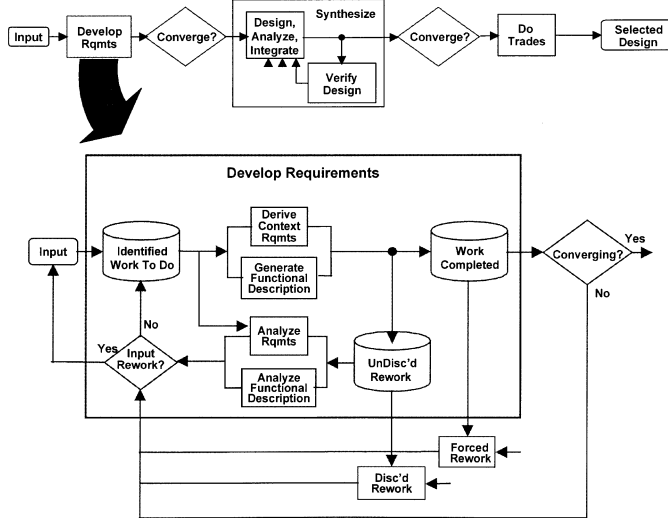 Input
Develop
Rqmts
Converge?
Design,
Analyze,
Integrate
Synthesize
Verify
Design
Converge?
Do
Trades
Selected
Design
Develop Requirements
Input
Identified
Work To Do
Derive
Context
Rqmts
Generate
Functional
Description
Work
Completed
Converging?
Yes
No
No
Yes
Input
Rework?
Analyze
Rqmts
Analyze
Functional
Description
UnDisc'd
Rework
Forced
Rework
Disc'd
Rework